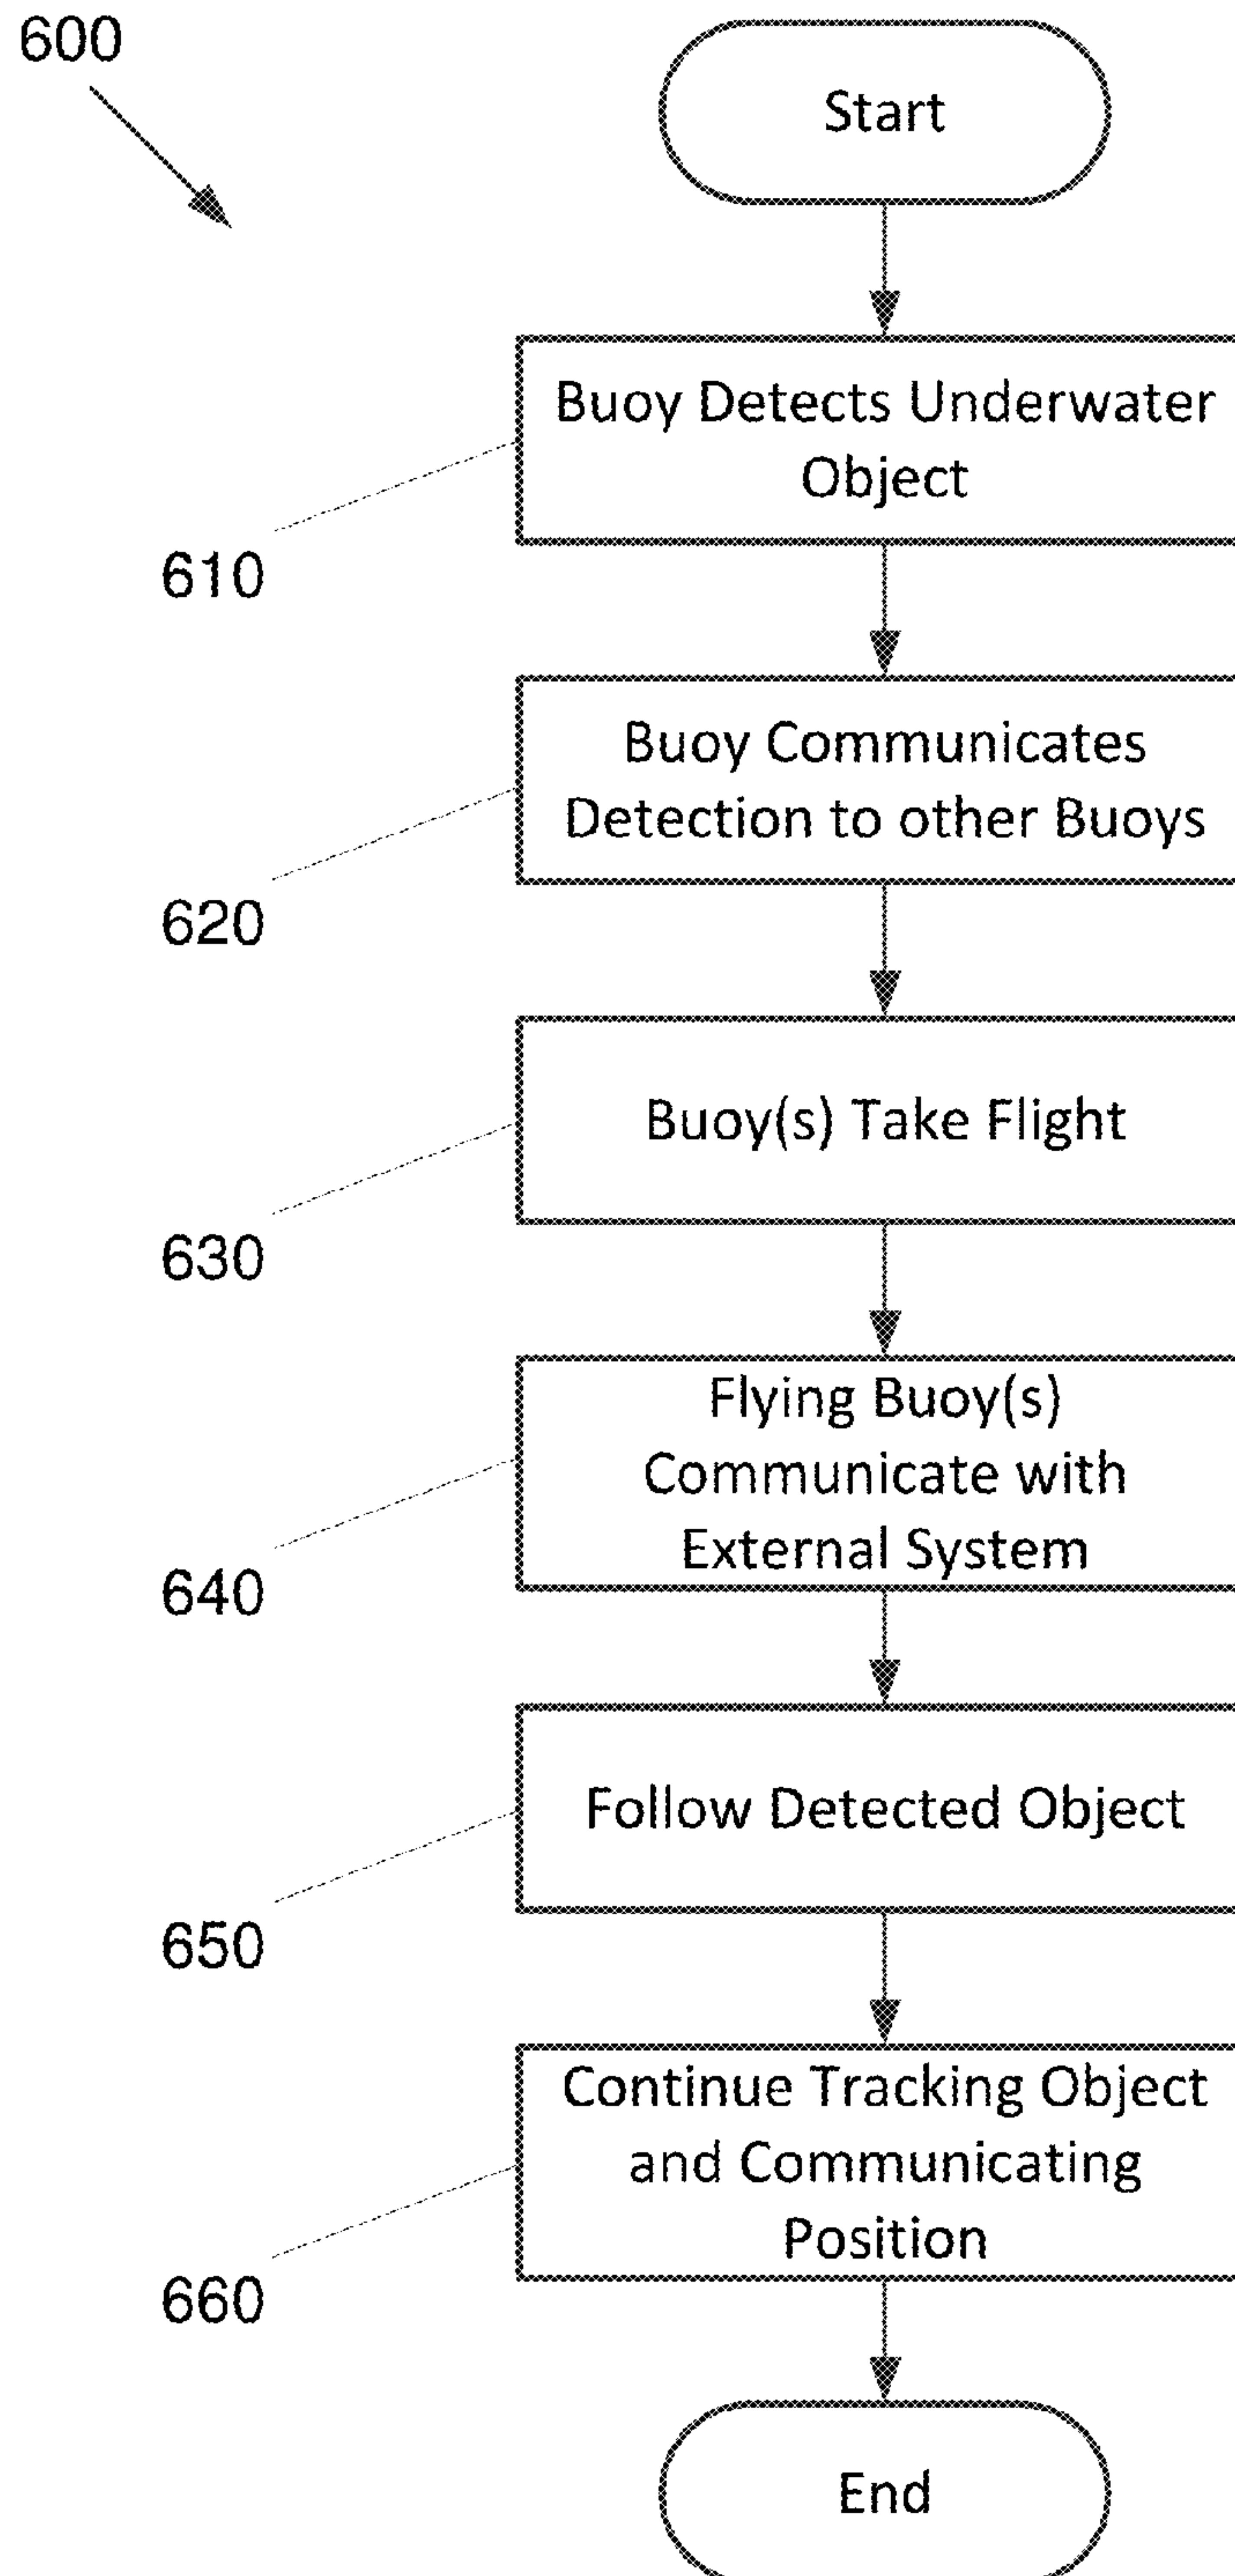 600
Start
Buoy Detects Underwater
Object
610
Buoy Communicates
Detection to other Buoys
620
Buoy(s) Take Flight
630
Flying Buoy(s)
Communicate with
External System
640
Follow Detected Object
650
Continue Tracking Object
and Communicating
Position
660
End